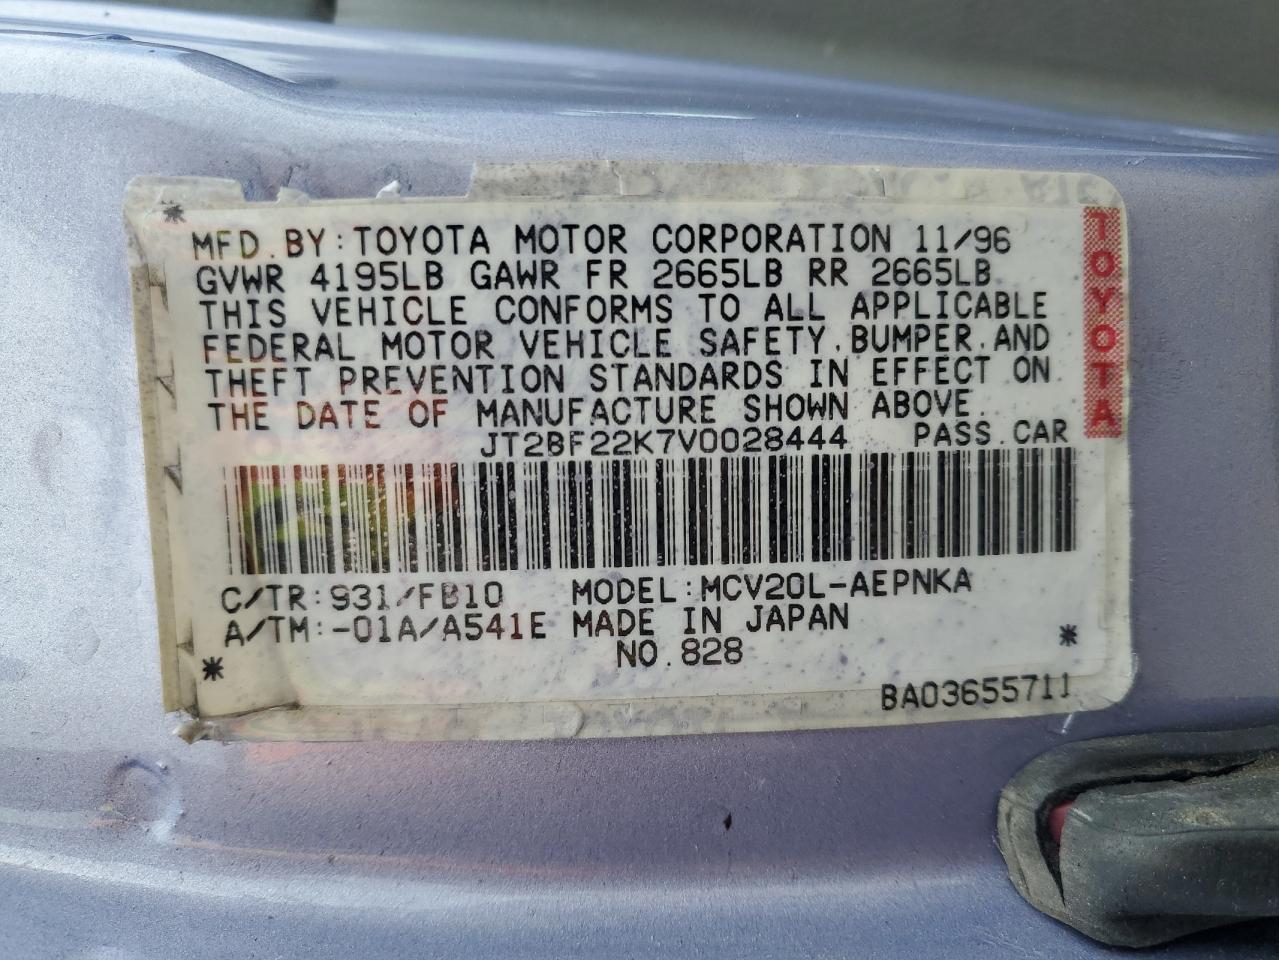 MFD. BY: TOYOTA MOTOR CORPORATION 11/96
GVWR 4195LB GAWR FR 2665LB RR 2665LB
THIS VEHICLE CONFORMS TO ALL APPLICABLE
FEDERAL MOTOR VEHICLE SAFETY, BUMPER, AND
THEFT PREVENTION STANDARDS IN EFFECT ON
THE DATE OF MANUFACTURE SHOWN ABOVE.
JT2BF22K7V0028444 PASS. CAR
C/TR: 931/FB10 MODEL: MCV20L-AEPNKA
A/TM: -01A/A541E MADE IN JAPAN
NO. 828
BA03655711
TOYOTA